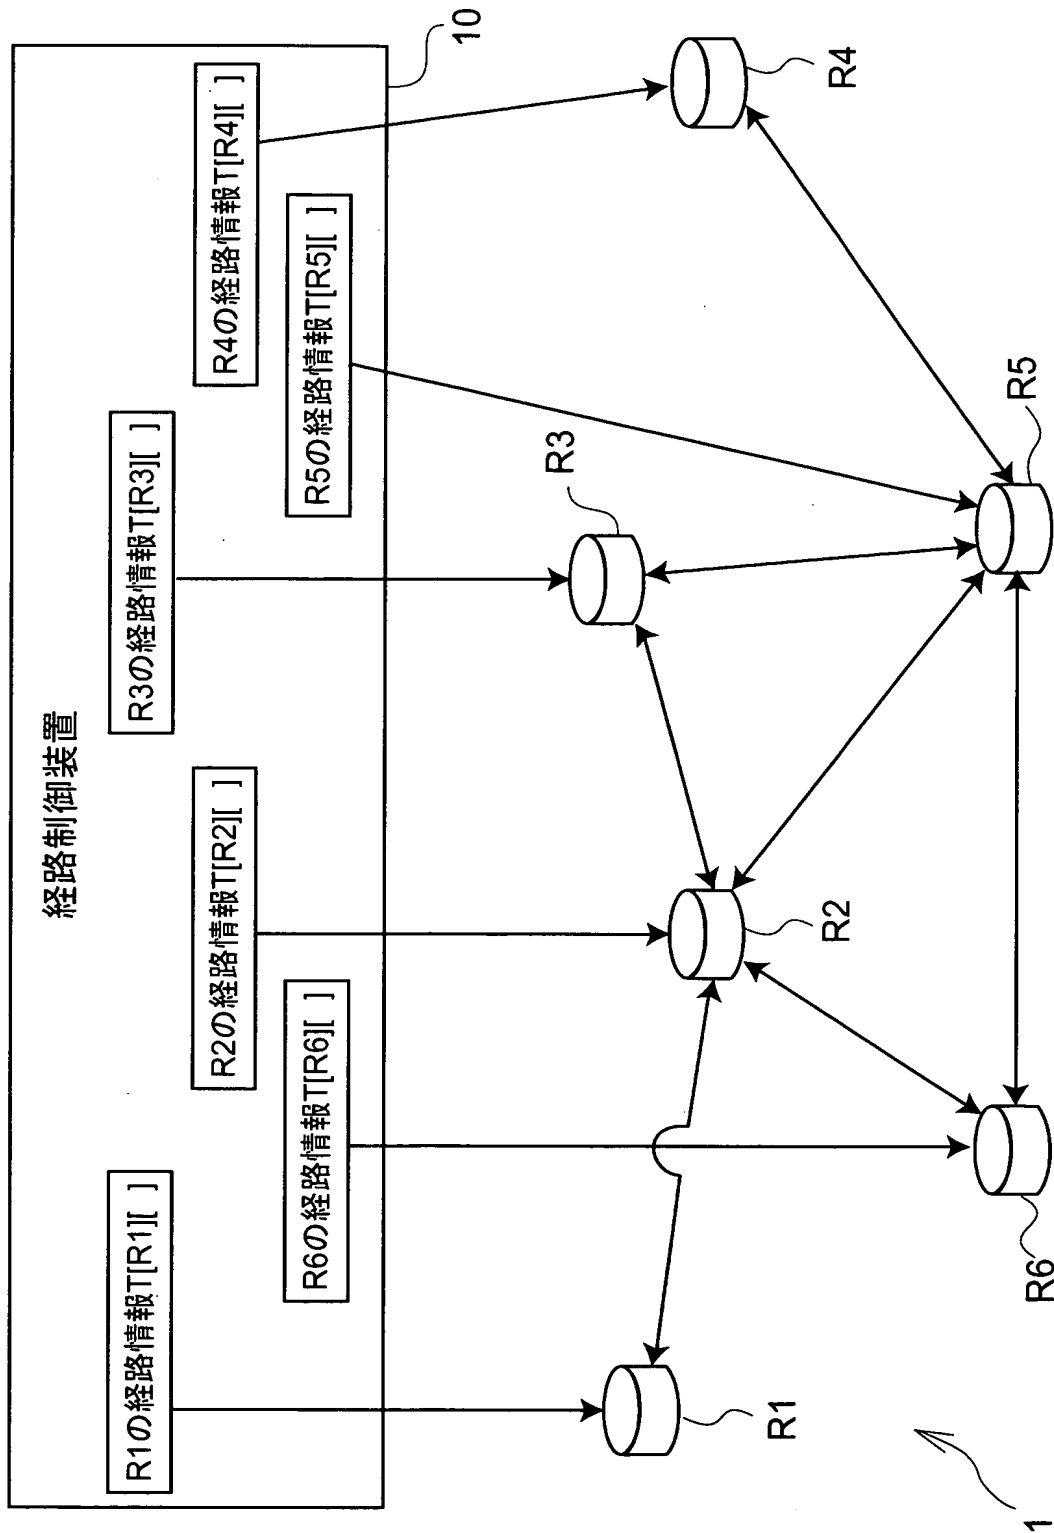 経路制御装置
R1の経路情報T[R1][ ]
R6の経路情報T[R6][ ]
R2の経路情報T[R2][ ]
R3の経路情報T[R3][ ]
R5の経路情報T[R5][ ]
R4の経路情報T[R4][ ]
10
R1
R2
R3
R4
R5
R6
1